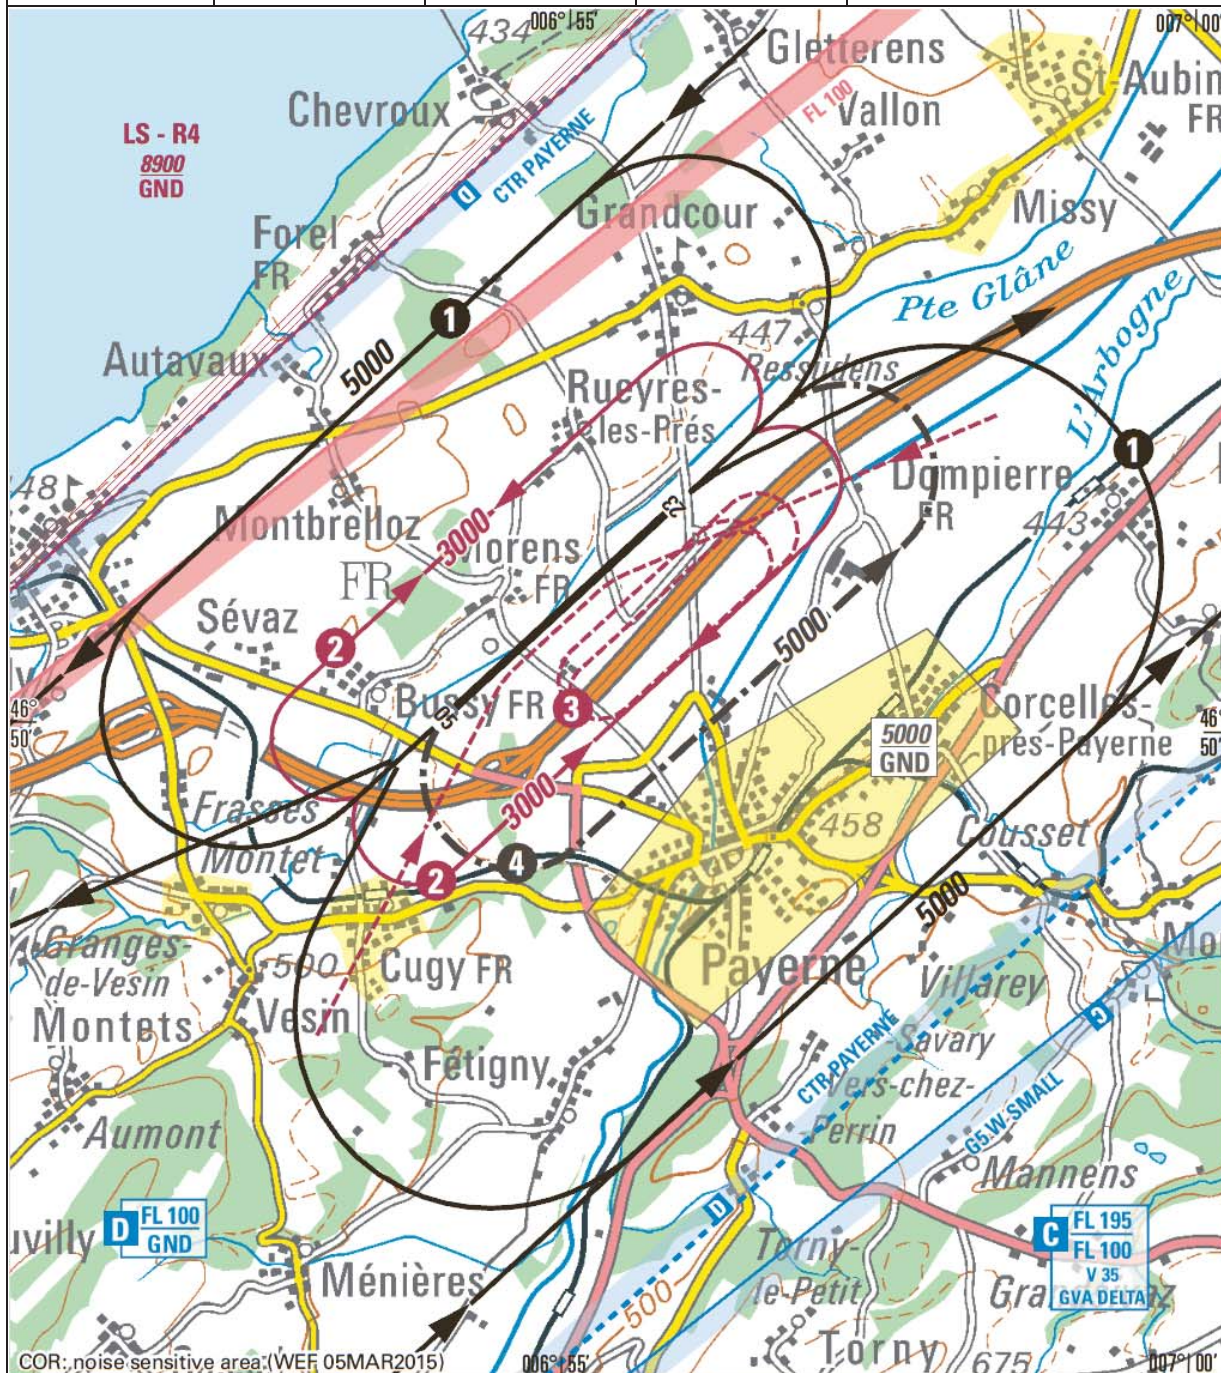 006° 55'
007° 00'
434
Gletterens
Chevroux
FL 100
Vallon
St-Aubin
FR
LS - R4
8900
GND
D
CTR PAYERNE
Grandcour
Missy
Forel
FR
1
Pte Glâne
447
Ressudens
L'Arbogne
Autavaux
5000
Rueyres-
les-Prés
1
48
Dompierre
FR
443
23
Montbrelloz
3000
Morens
FR
FR
Sévaz
2
5000
Bussy FR
3
05
46°
50'
5000
GND
Corcelles-
près-Payerne
46°
50'
3000
Frasses
Montet
458
Cousset
4
2
5000
Granges-
de-Vesin
500
Cugy FR
Payerne
Villarey
Montets
Vesin
C
Savary
Fétigny
CTR PAYERNE
Vers-chez-
Perrin
G5.W SMALL
Aumont
Mannens
D
FL 100
GND
D
C
FL 195
FL 100
V 35
GVA DELTA
uvilly
Torny-
le-Petit
Ménières
500
Torny
675
COR: noise sensitive area (WEF 05MAR2015)
006° 55'
007° 00'